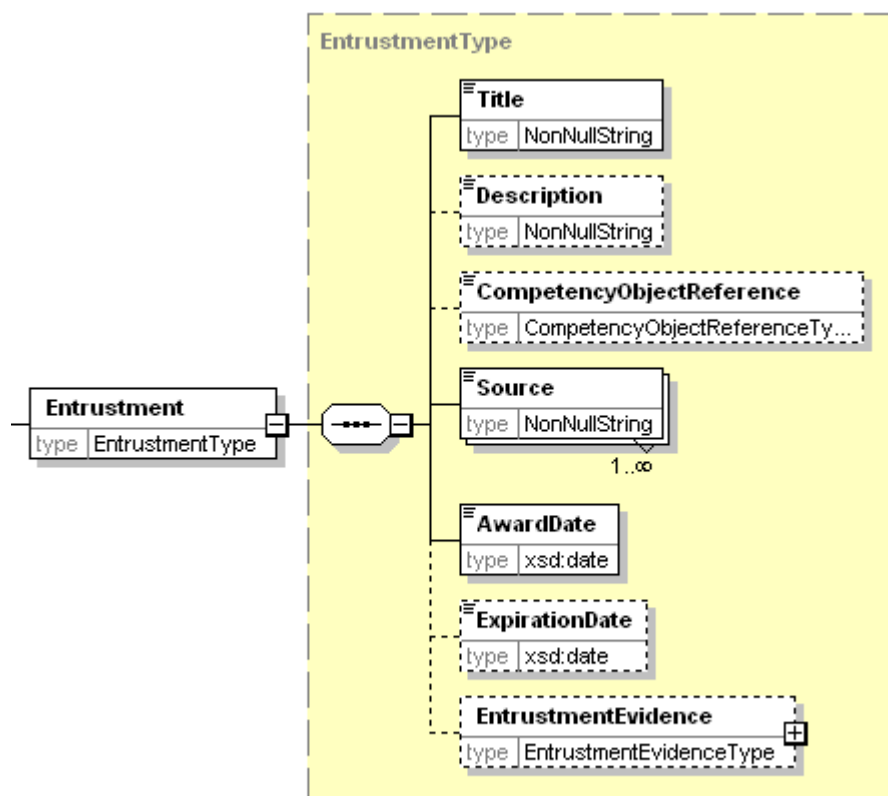 EntrustmentType
Title
type NonNullString
Description
type NonNullString
CompetencyObjectReference
type CompetencyObjectReferenceTy...
Entrustment
type EntrustmentType
Source
type NonNullString
1..∞
AwardDate
type xsd:date
ExpirationDate
type xsd:date
EntrustmentEvidence
type EntrustmentEvidenceType